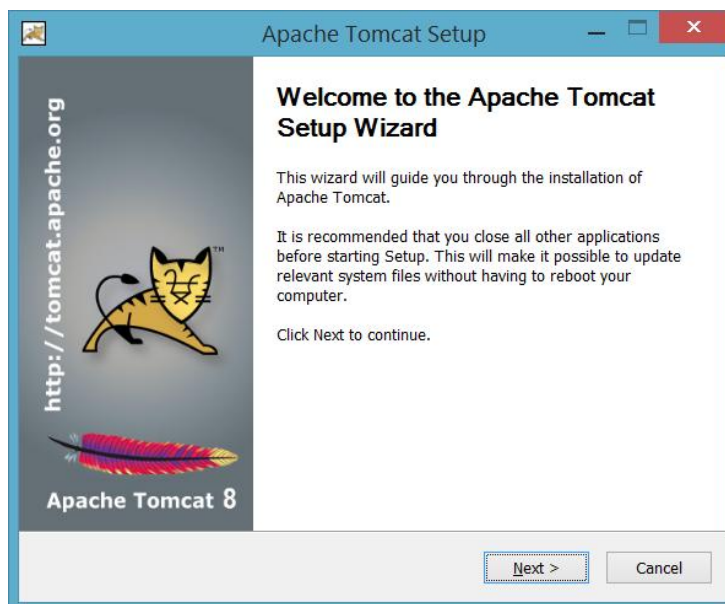 Apache Tomcat Setup
http://tomcat.apache.org
Apache Tomcat 8
Welcome to the Apache Tomcat
Setup Wizard
This wizard will guide you through the installation of
Apache Tomcat.
It is recommended that you close all other applications
before starting Setup. This will make it possible to update
relevant system files without having to reboot your
computer.
Click Next to continue.
TM
Next >
Cancel